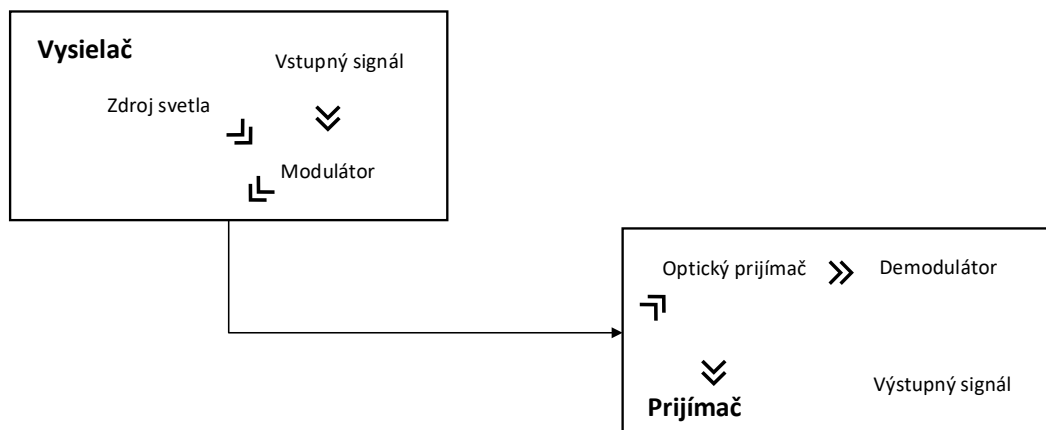 Vysielač
Vstupný signál
Zdroj svetla
Modulátor
Optický prijímač
Demodulátor
Výstupný signál
Prijímač